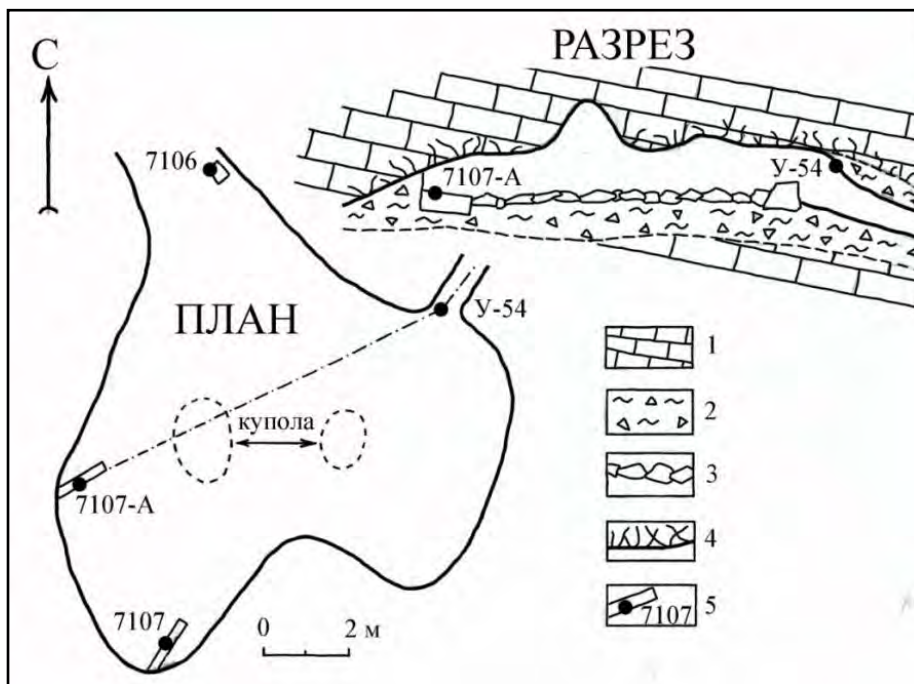 С
РАЗРЕЗ
7106
7107-А
У-54
ПЛАН
У-54
купола
7107-А
7107
0 2 м
1
2
3
4
7107 5